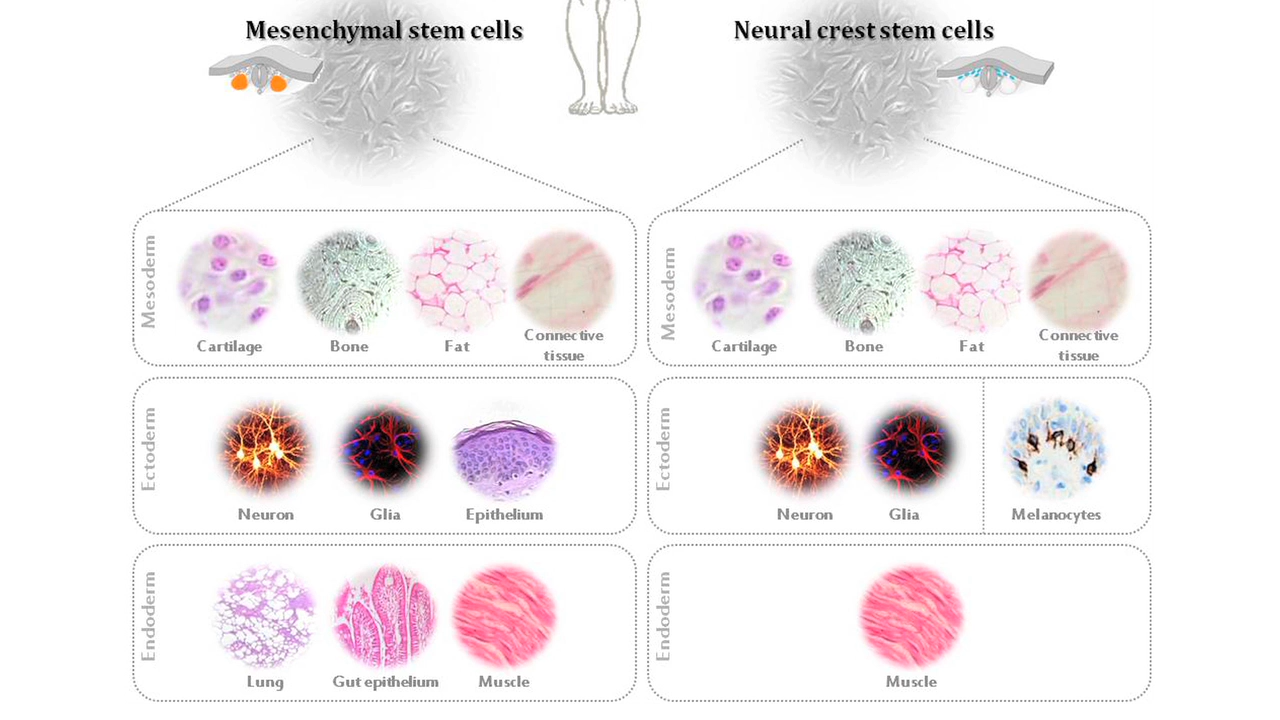 Mesenchymal stem cells
Neural crest stem cells
Mesoderm
Cartilage
Bone
Fat
Connective
tissue
Mesoderm
Cartilage
Bone
Fat
Connective
tissue
Ectoderm
Neuron
Glia
Epithelium
Ectoderm
Neuron
Glia
Melanocytes
Endoderm
Lung
Gut epithelium
Muscle
Endoderm
Muscle